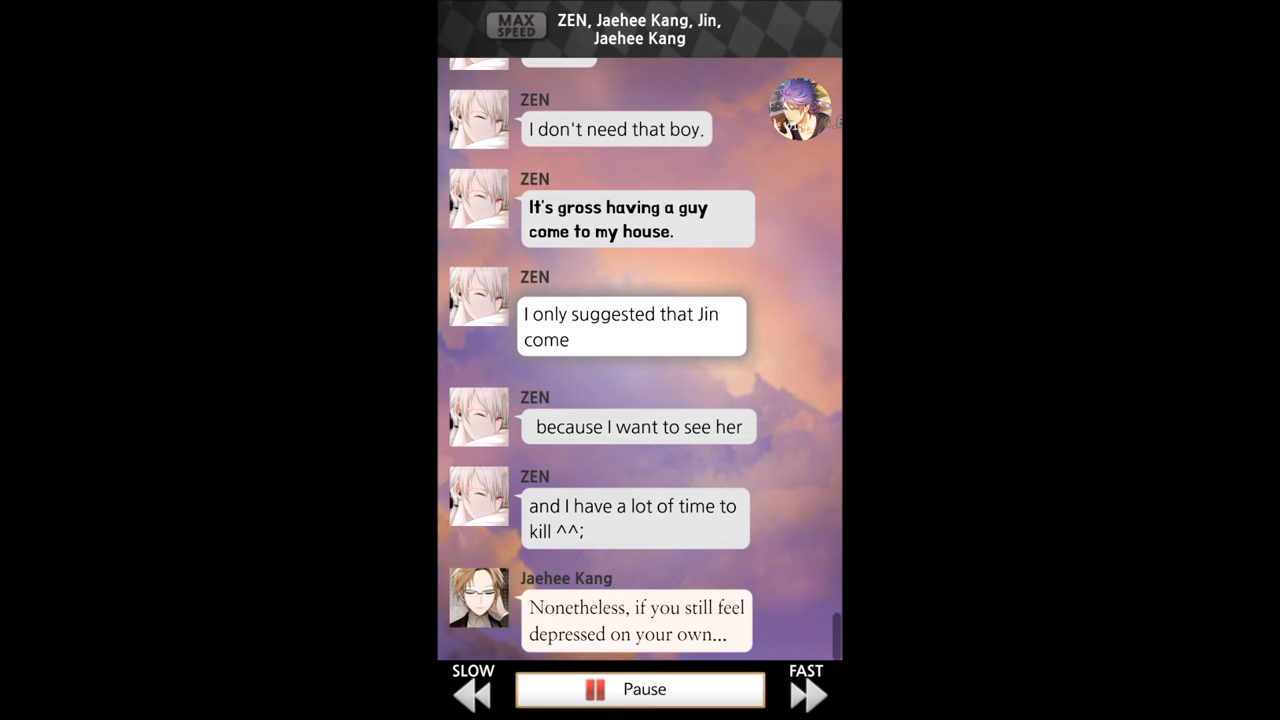 MAX
SPEED
ZEN, Jaehee Kang, Jin,
Jaehee Kang
ZEN
I don't need that boy.
ZEN
It's gross having a guy
come to my house.
ZEN
I only suggested that Jin
come
ZEN
because I want to see her
ZEN
and I have a lot of time to
kill ^^;
Jaehee Kang
Nonetheless, if you still feel
depressed on your own...
SLOW
Pause
FAST